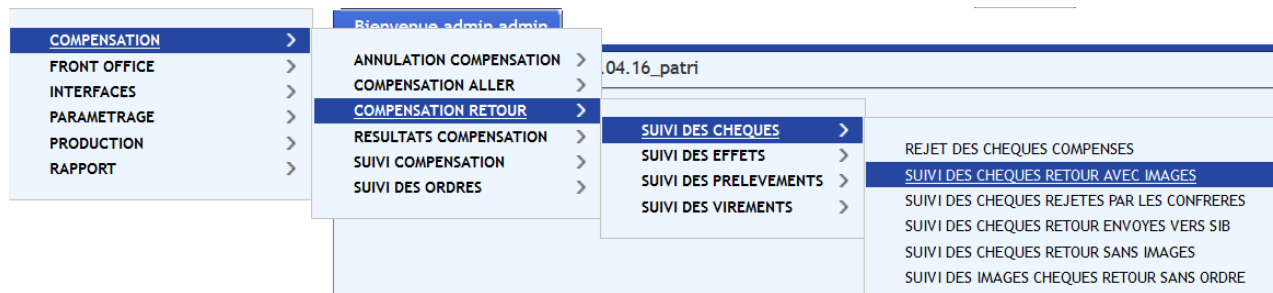 COMPENSATION
FRONT OFFICE
INTERFACES
PARAMETRAGE
PRODUCTION
RAPPORT
Bienvenue admin admin
.04.16_patri
ANNULATION COMPENSATION
COMPENSATION ALLER
COMPENSATION RETOUR
RESULTATS COMPENSATION
SUIVI COMPENSATION
SUIVI DES ORDRES
SUIVI DES CHEQUES
SUIVI DES EFFETS
SUIVI DES PRELEVEMENTS
SUIVI DES VIREMENTS
REJET DES CHEQUES COMPENSES
SUIVI DES CHEQUES RETOUR AVEC IMAGES
SUIVI DES CHEQUES REJETES PAR LES CONFRERES
SUIVI DES CHEQUES RETOUR ENVOYES VERS SIB
SUIVI DES CHEQUES RETOUR SANS IMAGES
SUIVI DES IMAGES CHEQUES RETOUR SANS ORDRE